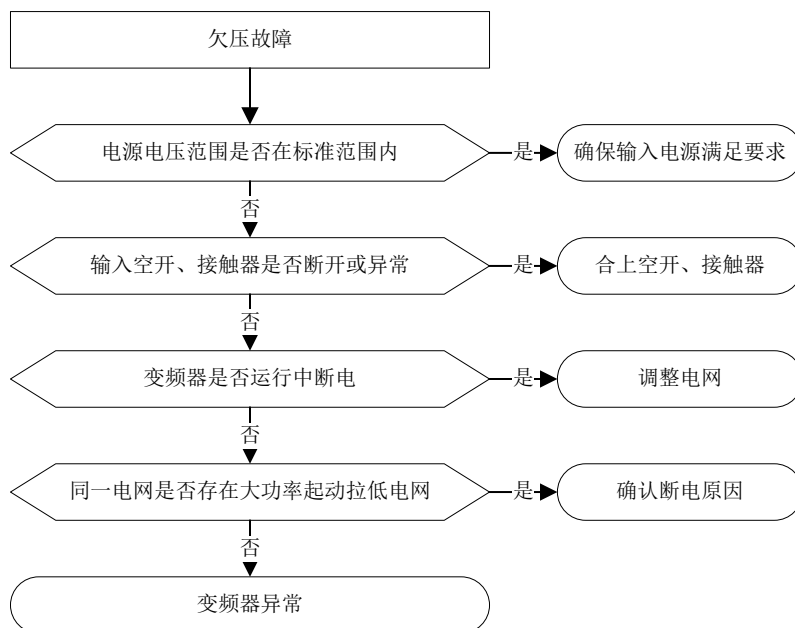 欠压故障
电源电压范围是否在标准范围内
是
确保输入电源满足要求
否
输入空开、接触器是否断开或异常
是
合上空开、接触器
否
变频器是否运行中断电
是
调整电网
否
同一电网是否存在大功率起动拉低电网
是
确认断电原因
否
变频器异常